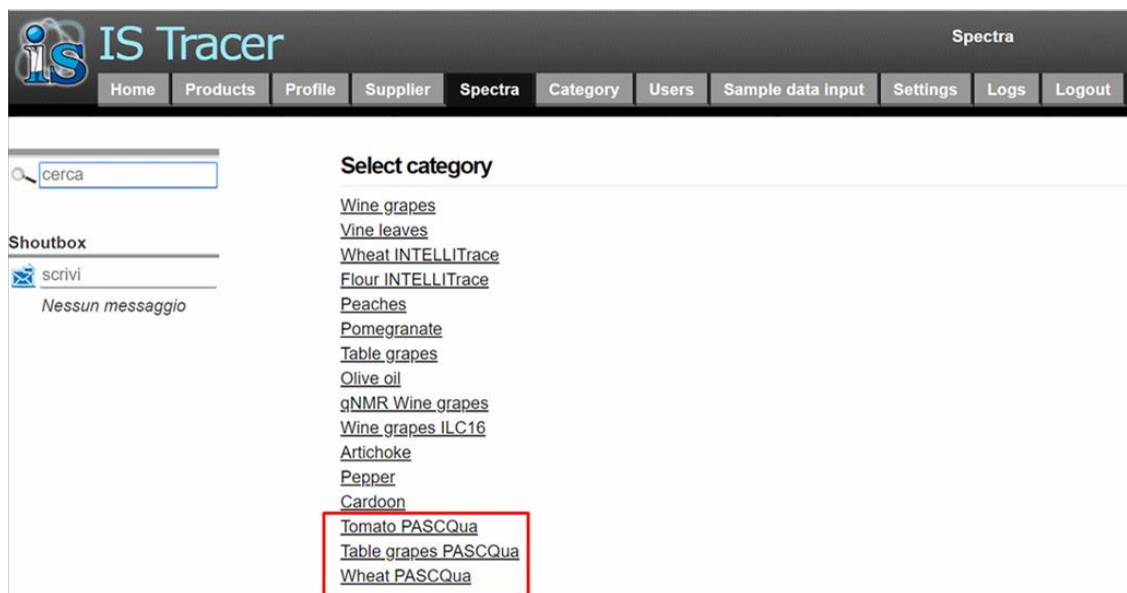 is IS Tracer
Spectra
Home Products Profile Supplier Spectra Category Users Sample data input Settings Logs Logout
cerca
Shoutbox
scrivi
Nessun messaggio
Select category
Wine grapes
Vine leaves
Wheat INTELLITrace
Flour INTELLITrace
Peaches
Pomegranate
Table grapes
Olive oil
qNMR Wine grapes
Wine grapes ILC16
Artichoke
Pepper
Cardoon
Tomato PASCQua
Table grapes PASCQua
Wheat PASCQua